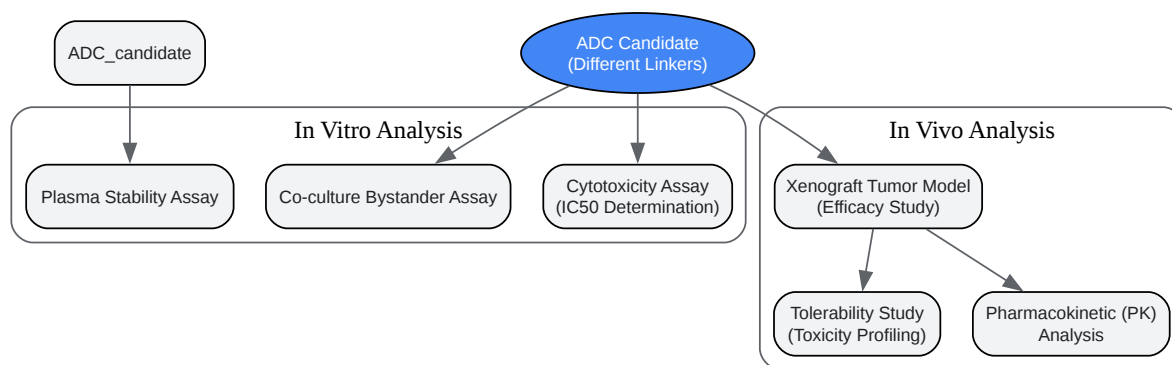 ADC_candidate
ADC Candidate
(Different Linkers)
In Vitro Analysis
In Vivo Analysis
Plasma Stability Assay
Co-culture Bystander Assay
Cytotoxicity Assay
(IC50 Determination)
Xenograft Tumor Model
(Efficacy Study)
Tolerability Study
(Toxicity Profiling)
Pharmacokinetic (PK)
Analysis